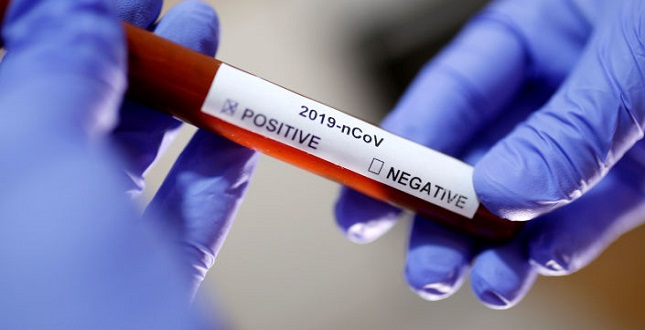 2019-nCoV
☒ POSITIVE
☐ NEGATIVE